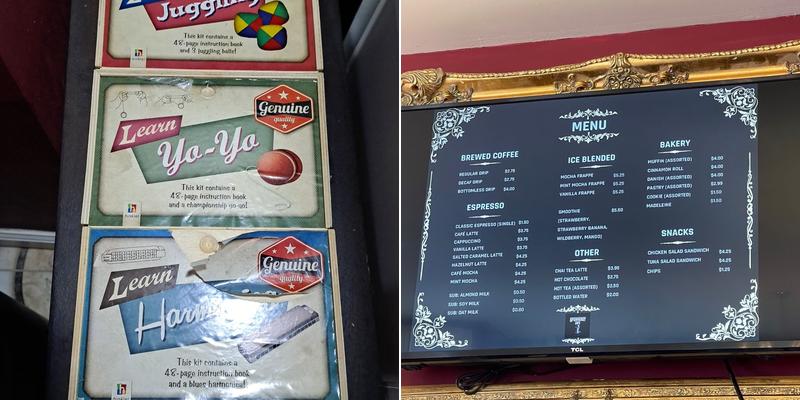 Juggling
This kit contains a
48-page instruction book
and 3 juggling balls!
Genuine
quality
Learn
Yo-Yo
This kit contains a
48-page instruction book
and a championship yo-yo!
Genuine
quality
Learn
This kit contains a
48-page instruction book
and a blues harmonica!
MENU
BREWED COFFEE
REGULAR DRIP $2.75
DECAF DRIP $2.75
BOTTOMLESS DRIP $4.00
ESPRESSO
CLASSIC ESPRESSO (SINGLE) $1.90
CAFÉ LATTE $3.75
CAPPUCCINO $3.75
VANILLA LATTE $3.75
SALTED CARAMEL LATTE $4.25
HAZELNUT LATTE $4.25
CAFÉ MOCHA $4.25
MINT MOCHA $4.25
SUB: ALMOND MILK $0.50
SUB: SOY MILK $0.50
SUB: OAT MILK $0.50
ICE BLENDED
MOCHA FRAPPE $5.25
MINT MOCHA FRAPPE $5.25
VANILLA FRAPPE $5.25
SMOOTHIE $5.50
(STRAWBERRY,
STRAWBERRY BANANA,
WILDBERRY, MANGO)
OTHER
CHAI TEA LATTE $3.95
HOT CHOCOLATE $2.75
HOT TEA (ASSORTED) $2.50
BOTTLED WATER $2.00
BAKERY
MUFFIN (ASSORTED) $4.00
CINNAMON ROLL $4.00
DANISH (ASSORTED) $4.00
PASTRY (ASSORTED) $2.99
COOKIE (ASSORTED) $1.50
MADELEINE $1.50
SNACKS
CHICKEN SALAD SANDWICH $4.25
TUNA SALAD SANDWICH $4.25
CHIPS $1.25
TCL